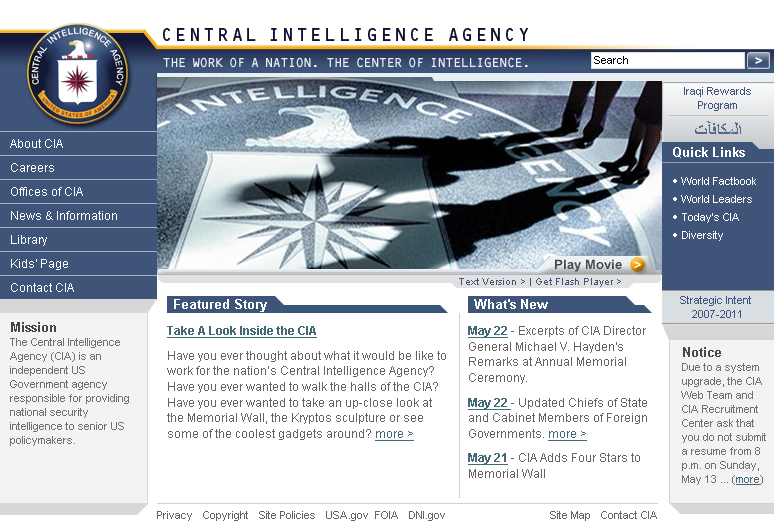 CENTRAL INTELLIGENCE AGENCY
THE WORK OF A NATION. THE CENTER OF INTELLIGENCE.
Search
>
CENTRAL INTELLIGENCE AGENCY
UNITED STATES OF AMERICA
About CIA
Careers
Offices of CIA
News & Information
Library
Kids' Page
Contact CIA
Mission
The Central Intelligence
Agency (CIA) is an
independent US
Government agency
responsible for providing
national security
intelligence to senior US
policymakers.
INTELLIGENCE AGENCY
Play Movie
Text Version > | Get Flash Player >
Featured Story
Take A Look Inside the CIA
Have you ever thought about what it would be like to
work for the nation's Central Intelligence Agency?
Have you ever wanted to walk the halls of the CIA?
Have you ever wanted to take an up-close look at
the Memorial Wall, the Kryptos sculpture or see
some of the coolest gadgets around? more >
What's New
May 22 - Excerpts of CIA Director
General Michael V. Hayden's
Remarks at Annual Memorial
Ceremony.
May 22 - Updated Chiefs of State
and Cabinet Members of Foreign
Governments. more >
May 21 - CIA Adds Four Stars to
Memorial Wall
Iraqi Rewards
Program
المكافآت
Quick Links
• World Factbook
• World Leaders
• Today's CIA
• Diversity
Strategic Intent
2007-2011
Notice
Due to a system
upgrade, the CIA
Web Team and
CIA Recruitment
Center ask that
you do not submit
a resume from 8
p.m. on Sunday,
May 13 ... (more)
Privacy Copyright Site Policies USA.gov FOIA DNI.gov Site Map Contact CIA